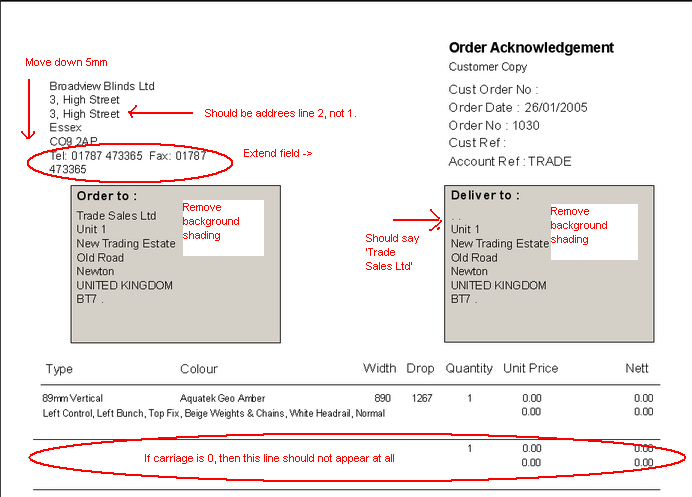 Order Acknowledgement
Customer Copy
Move down 5mm
Broadview Blinds Ltd
3, High Street
3, High Street
Essex
CO9 2AP
Tel: 01787 473365 Fax: 01787
473365
Should be addrees line 2, not 1.
Extend field ->
Cust Order No :
Order Date : 26/01/2005
Order No : 1030
Cust Ref :
Account Ref : TRADE
Order to :
Trade Sales Ltd
Unit 1
New Trading Estate
Old Road
Newton
UNITED KINGDOM
BT7 .
Remove
background
shading
Should say
'Trade
Sales Ltd'
Deliver to :
. .
Unit 1
New Trading Estate
Old Road
Newton
UNITED KINGDOM
BT7 .
Remove
background
shading
Type Colour Width Drop Quantity Unit Price Nett
89mm Vertical Aquatek Geo Amber 890 1267 1 0.00 0.00
Left Control, Left Bunch, Top Fix, Beige Weights & Chains, White Headrail, Normal 0.00 0.00
1 0.00 0.00
If carriage is 0, then this line should not appear at all
0.00 0.00